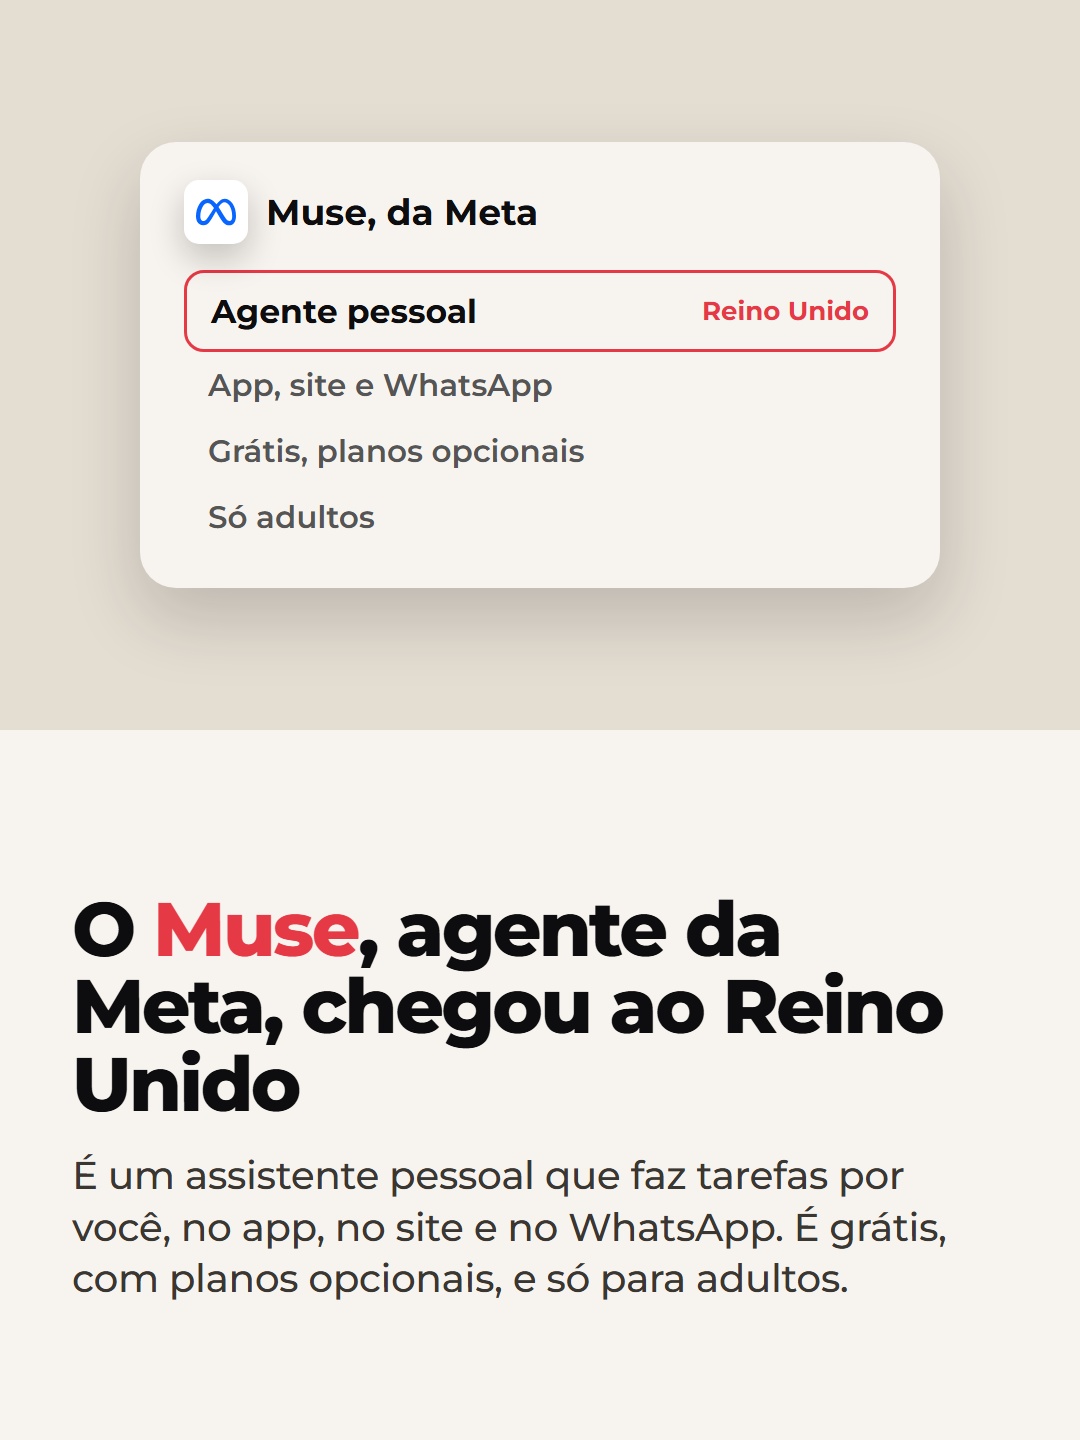 Muse, da Meta
Agente pessoal
Reino Unido
App, site e WhatsApp
Grátis, planos opcionais
Só adultos
O Muse, agente da
Meta, chegou ao Reino
Unido
É um assistente pessoal que faz tarefas por
você, no app, no site e no WhatsApp. É grátis,
com planos opcionais, e só para adultos.